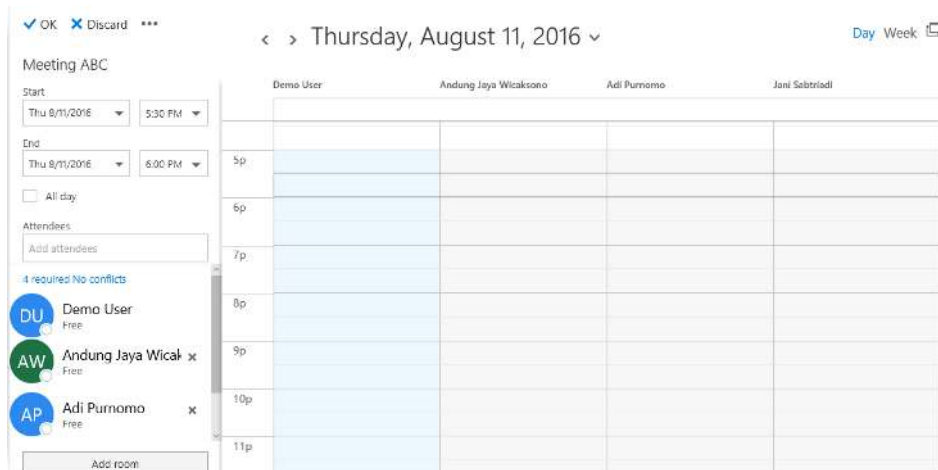 OK Discard •••
Thursday, August 11, 2016
Day Week
Meeting ABC
Start
Thu 8/11/2016 5:30 PM
End
Thu 8/11/2016 6:00 PM
All day
Attendees
Add attendees
4 required No conflicts
DU Demo User
Free
AW Andung Jaya Wicak
Free
AP Adi Purnomo
Free
Add room
Demo User Andung Jaya Wicaksono Adi Purnomo Jani Sabtriadi
5p
6p
7p
8p
9p
10p
11p